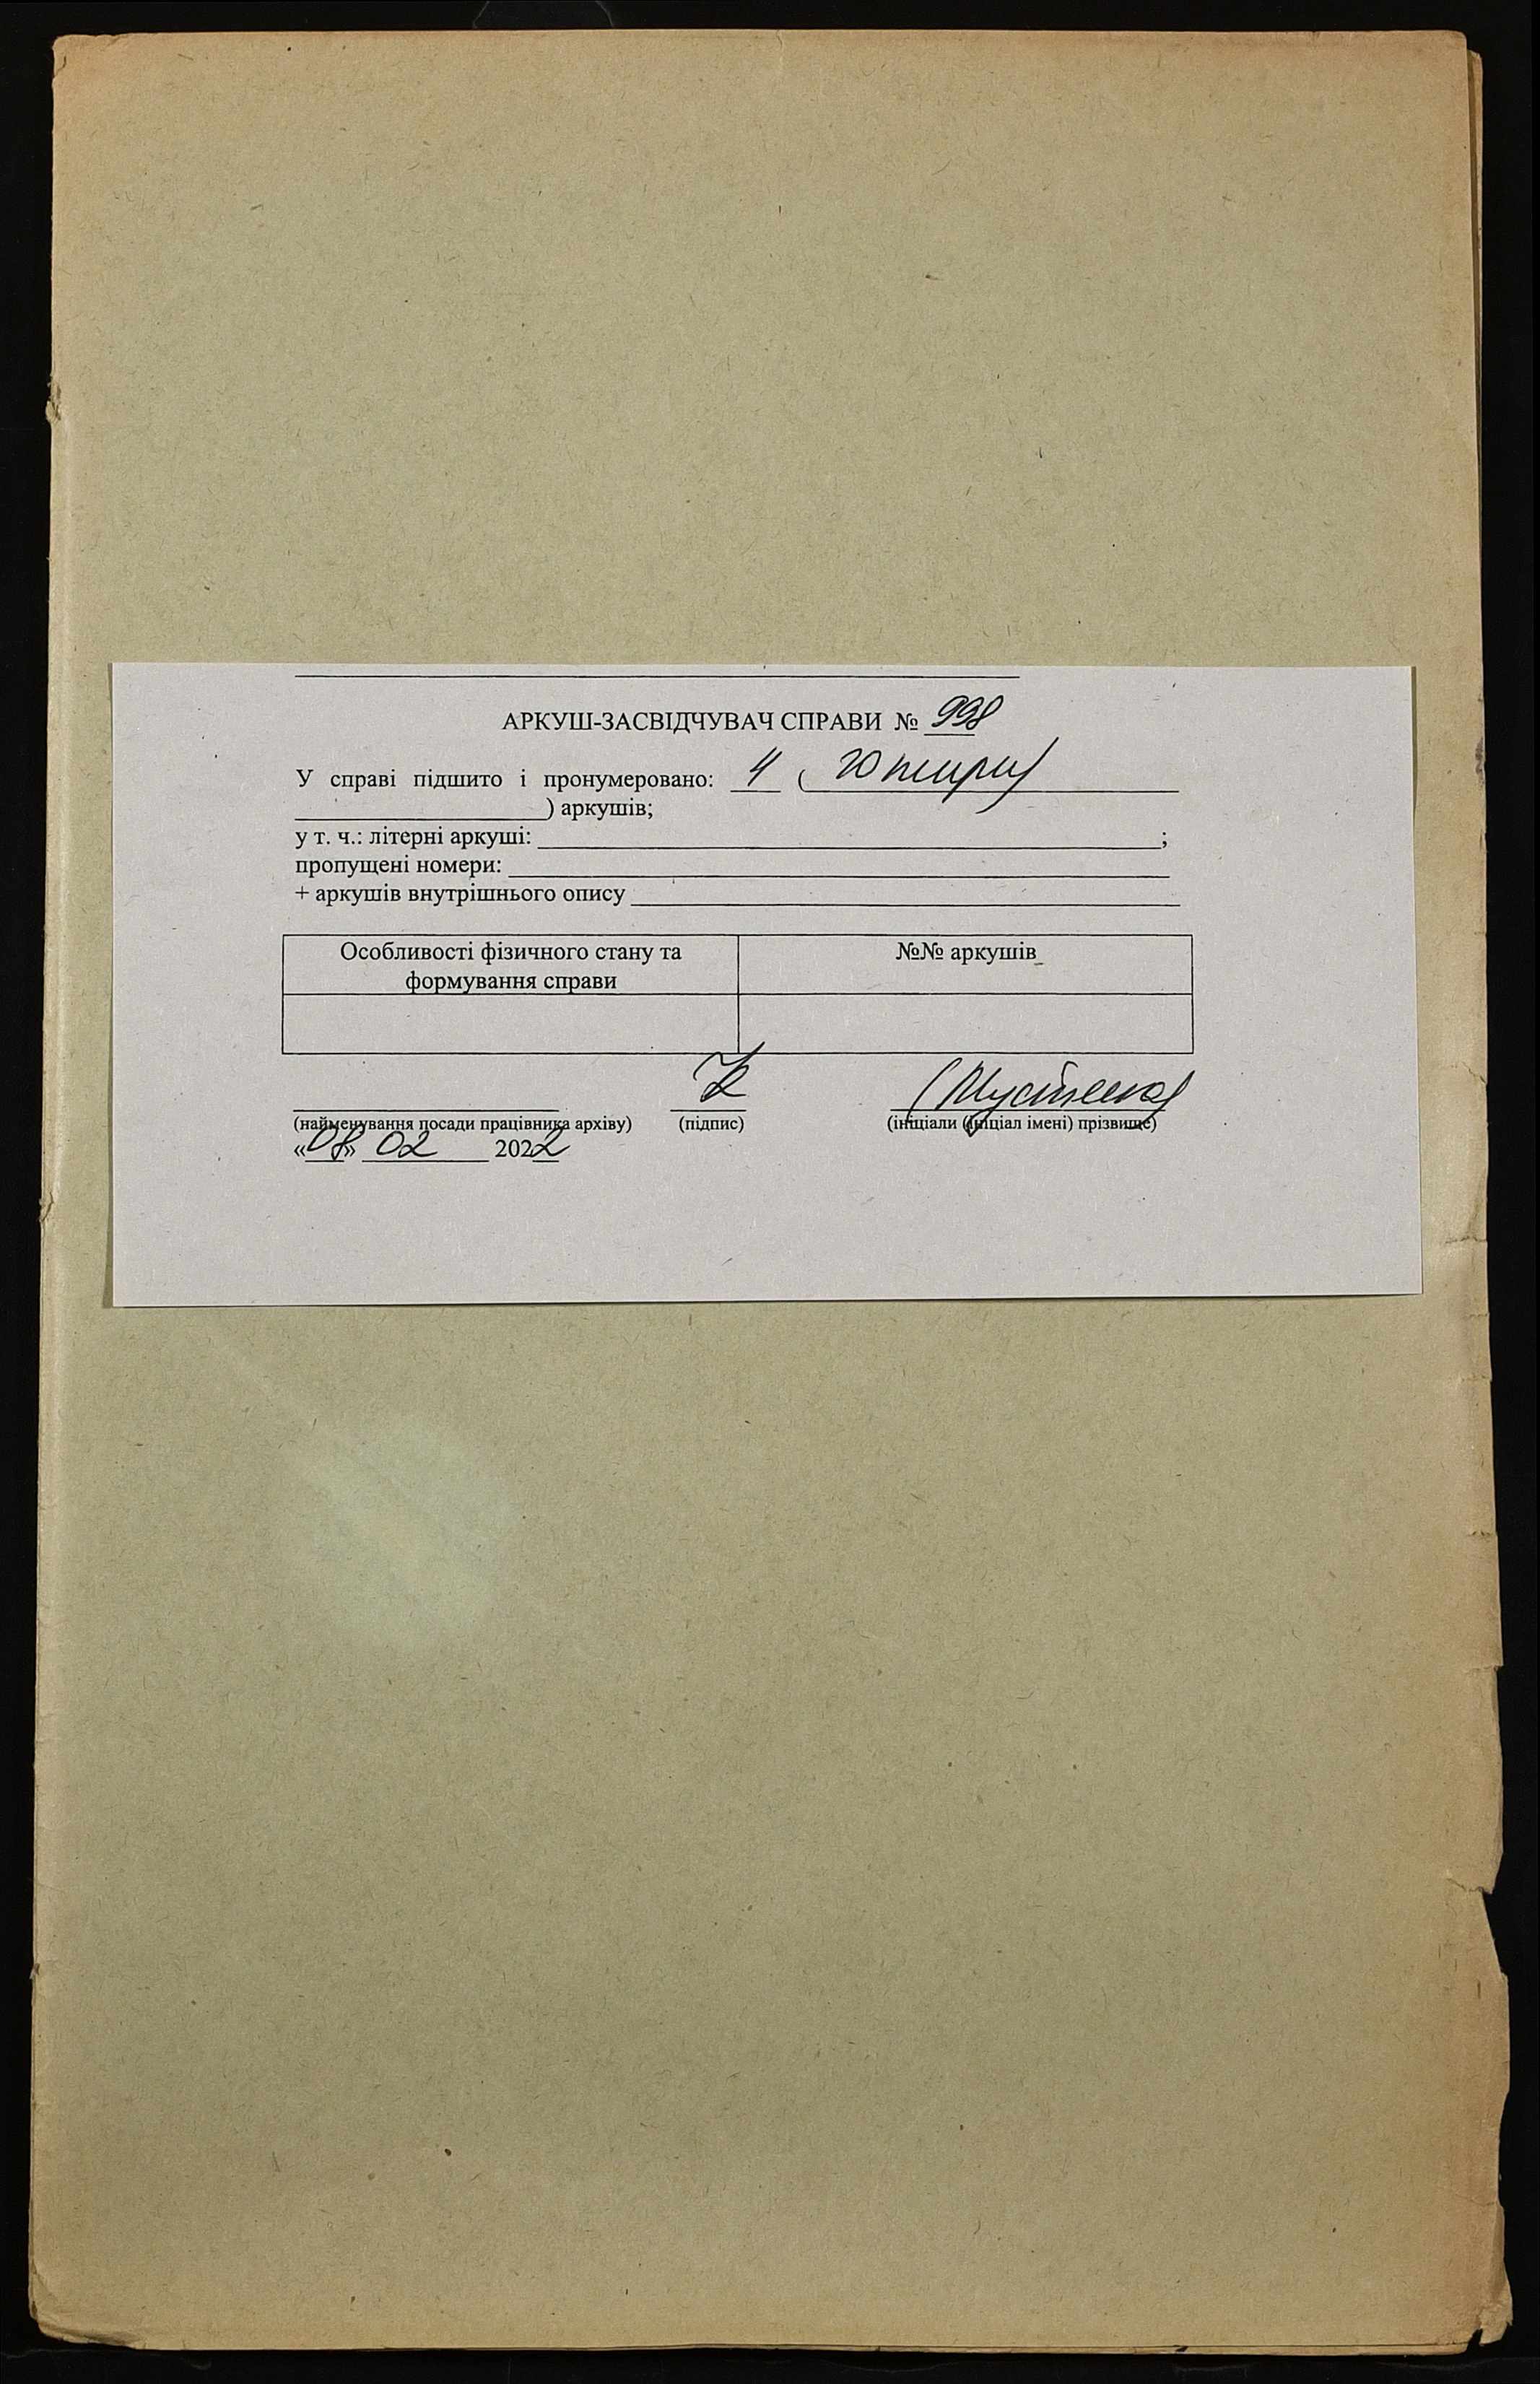 АРКУШ-ЗАСВІДЧУВАЧ СПРАВИ № 998
У справі підшито і пронумеровано: 4 (чотири)
) аркушів;
у т. ч.: літерні аркуші: ;
пропущені номери:
+ аркушів внутрішнього опису
Особливості фізичного стану та формування справи
№№ аркушів
(найменування посади працівника архіву) (підпис) (ініціали (ініціал імені) прізвище)
«08» 02 2022